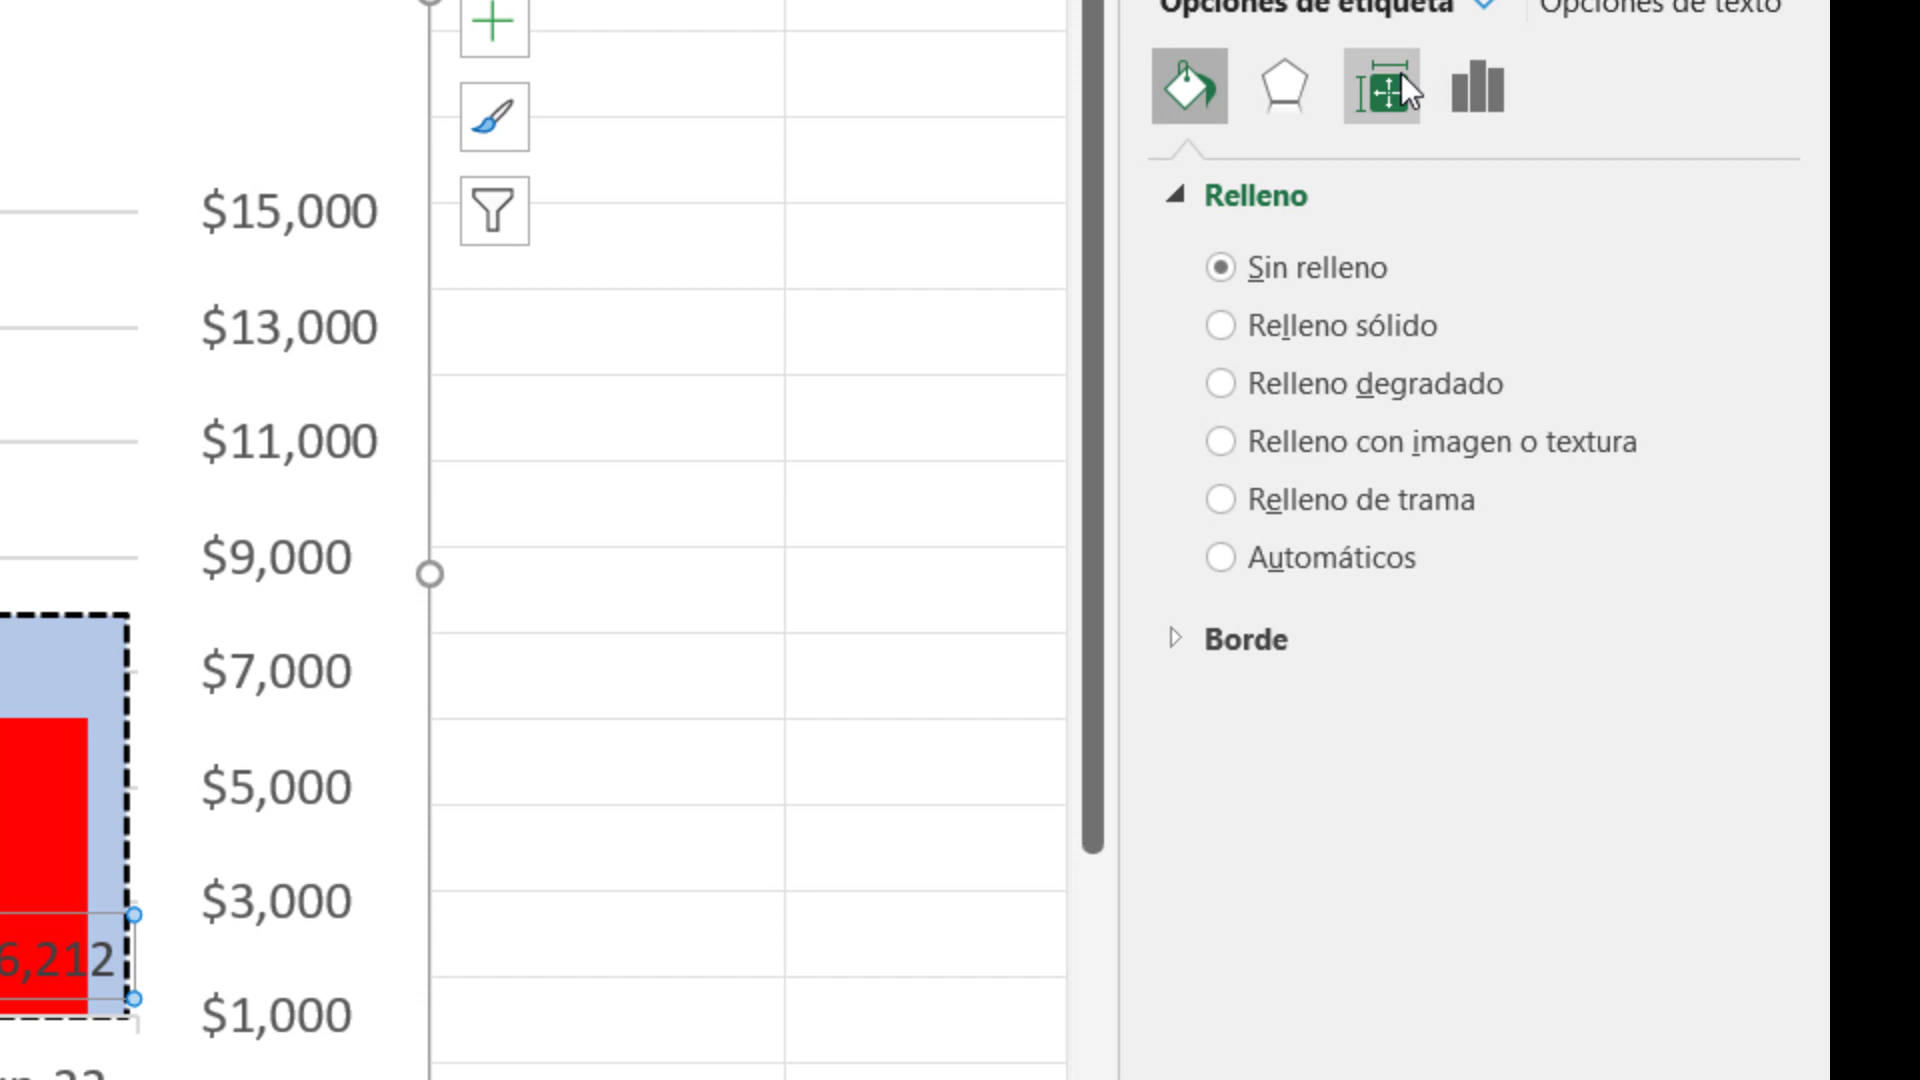 Opciones de etiqueta
Opciones de texto
$15,000
$13,000
$11,000
$9,000
$7,000
$5,000
$3,000
$1,000
6,212
Relleno
Sin relleno
Relleno sólido
Relleno degradado
Relleno con imagen o textura
Relleno de trama
Automáticos
Borde